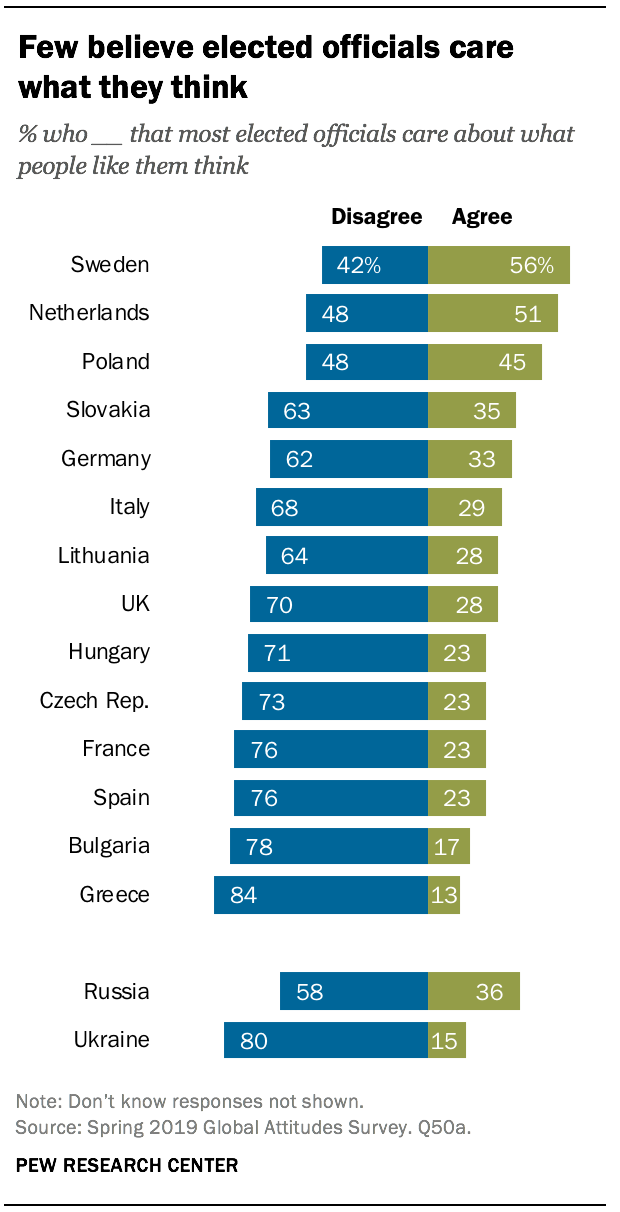 Few believe elected officials care
what they think
% who __ that most elected officials care about what
people like them think
Disagree Agree
Sweden 42% 56%
Netherlands 48 51
Poland 48 45
Slovakia 63 35
Germany 62 33
Italy 68 29
Lithuania 64 28
UK 70 28
Hungary 71 23
Czech Rep. 73 23
France 76 23
Spain 76 23
Bulgaria 78 17
Greece 84 13
Russia 58 36
Ukraine 80 15
Note: Don't know responses not shown.
Source: Spring 2019 Global Attitudes Survey. Q50a.
PEW RESEARCH CENTER